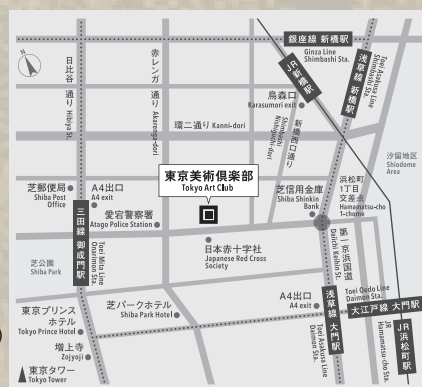 銀座線 新橋駅
Ginza Line
Shimbashi Sta.
JR 新橋駅
浅草線 新橋駅
Toei Asakusa Line
Shimbashi Sta.
日比谷通り
Hibiya St.
赤レンガ通り
Akarenga-dori
烏森口
Karasumori exit
環二通り Kanni-dori
新橋西口通り
Shimbashi
Nishiguchi-dori
汐留地区
Shiodome
Area
東京美術倶楽部
Tokyo Art Club
芝郵便局
Shiba Post
Office
A4出口
A4 exit
愛宕警察署
Atago Police Station
芝信用金庫
Shiba Shinkin
Bank
浜松町
1丁目
交差点
Hamamatsu-cho
1-chome
三田線 御成門駅
Toei Mita Line
Onarimon Sta.
日本赤十字社
Japanese Red Cross
Society
第一京浜国道
Daiichi Keihin St.
芝公園
Shiba Park
東京プリンス
ホテル
Tokyo Prince Hotel
芝パークホテル
Shiba Park Hotel
A4出口
A4 exit
Toei Oedo Line
Daimon Sta.
大江戸線 大門駅
浅草線 大門駅
Toei Asakusa Line
Daimon Sta.
JR 浜松町駅
JR
Hamamatsu-cho Sta.
増上寺
Zojyoji
東京タワー
Tokyo Tower